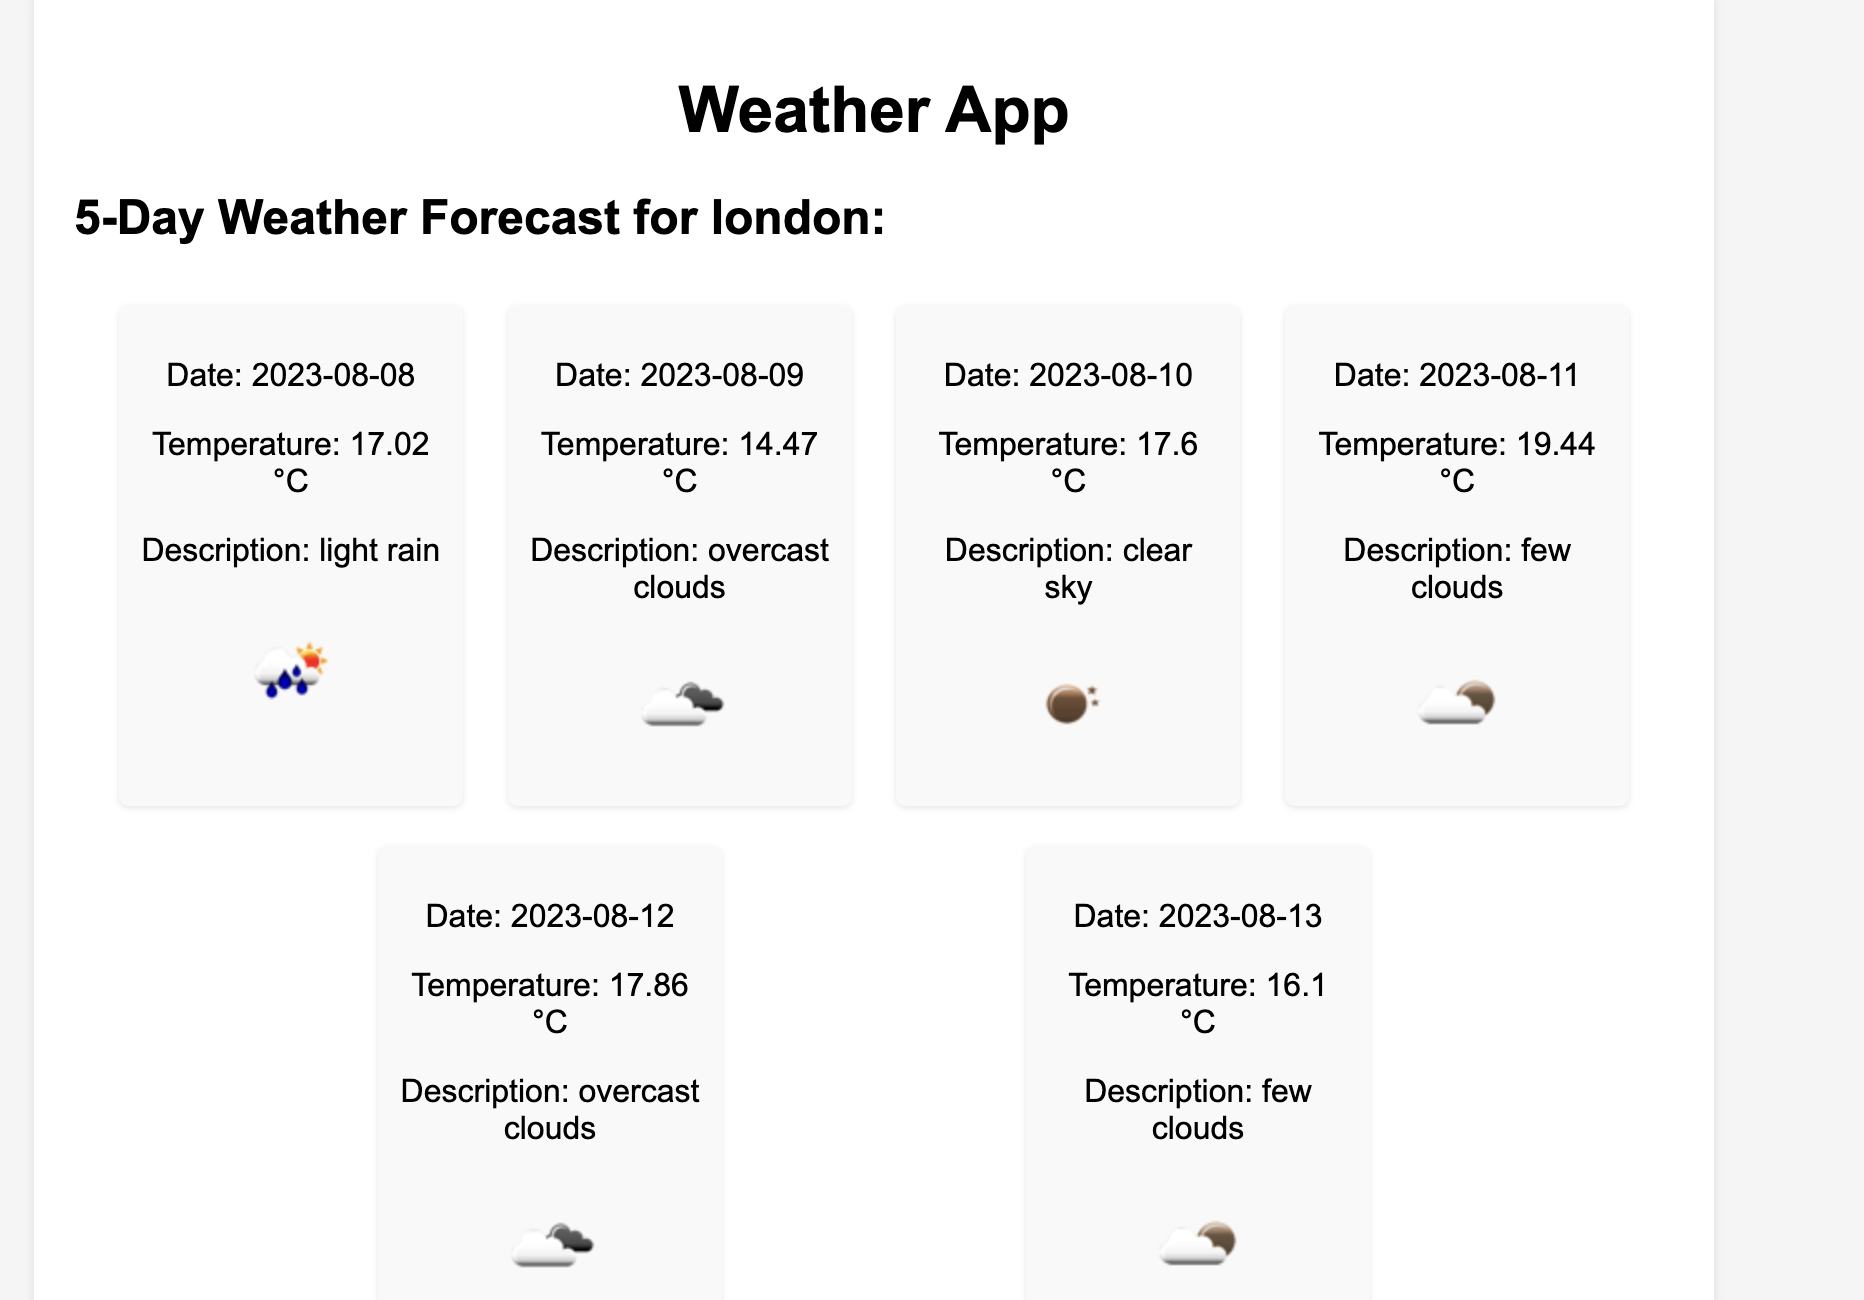 Weather App
5-Day Weather Forecast for london:
Date: 2023-08-08
Temperature: 17.02
°C
Description: light rain
Date: 2023-08-09
Temperature: 14.47
°C
Description: overcast
clouds
Date: 2023-08-10
Temperature: 17.6
°C
Description: clear
sky
Date: 2023-08-11
Temperature: 19.44
°C
Description: few
clouds
Date: 2023-08-12
Temperature: 17.86
°C
Description: overcast
clouds
Date: 2023-08-13
Temperature: 16.1
°C
Description: few
clouds